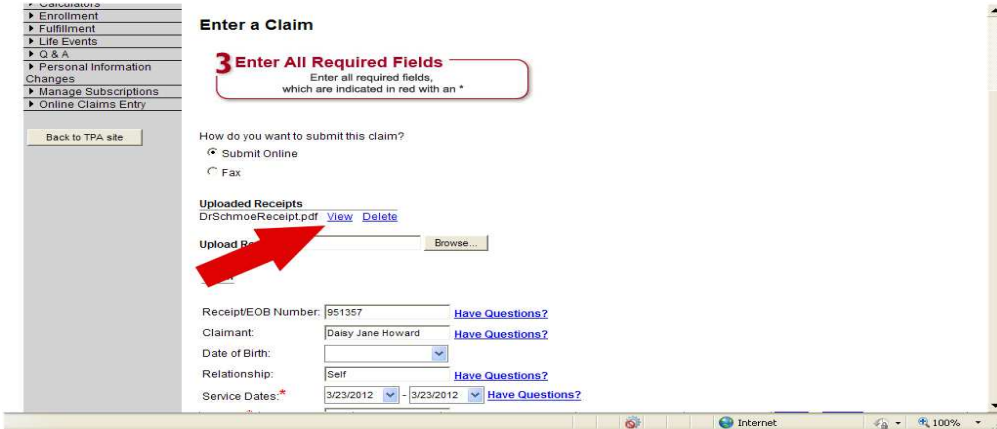 Enrollment
Fulfillment
Life Events
Q & A
Personal Information
Changes
Manage Subscriptions
Online Claims Entry
Back to TPA site
Enter a Claim
3 Enter All Required Fields
Enter all required fields,
which are indicated in red with an *
How do you want to submit this claim?
Submit Online
Fax
Uploaded Receipts
DrSchmoeReceipt.pdf View Delete
Upload Browse...
Receipt/EOB Number: 951357 Have Questions?
Claimant: Daisy Jane Howard Have Questions?
Date of Birth:
Relationship: Self Have Questions?
Service Dates:* 3/23/2012 - 3/23/2012 Have Questions?
Internet 100%